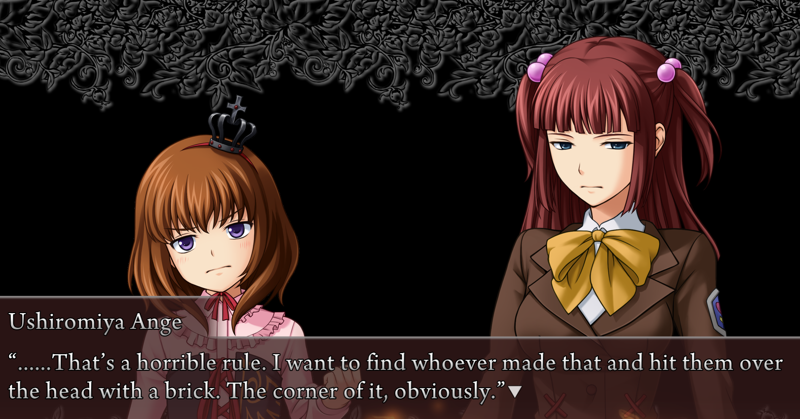 Ushiromiya Ange
“......That’s a horrible rule. I want to find whoever made that and hit them over
the head with a brick. The corner of it, obviously.”